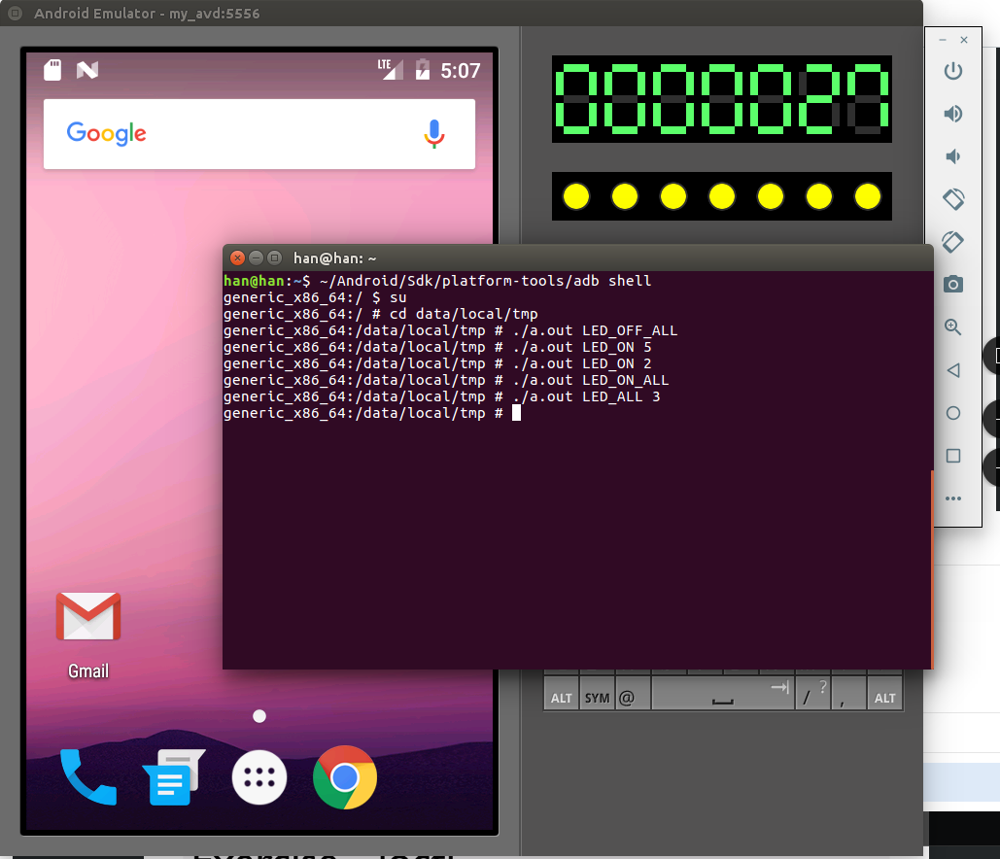 Android Emulator - my_avd:5556
LTE 5:07
Google
0000027
han@han: ~
han@han:~$ ~/Android/Sdk/platform-tools/adb shell
generic_x86_64:/ $ su
generic_x86_64:/ # cd data/local/tmp
generic_x86_64:/data/local/tmp # ./a.out LED_OFF_ALL
generic_x86_64:/data/local/tmp # ./a.out LED_ON 5
generic_x86_64:/data/local/tmp # ./a.out LED_ON 2
generic_x86_64:/data/local/tmp # ./a.out LED_ON_ALL
generic_x86_64:/data/local/tmp # ./a.out LED_ALL 3
generic_x86_64:/data/local/tmp #
Gmail
ALT SYM @ / ? , ALT